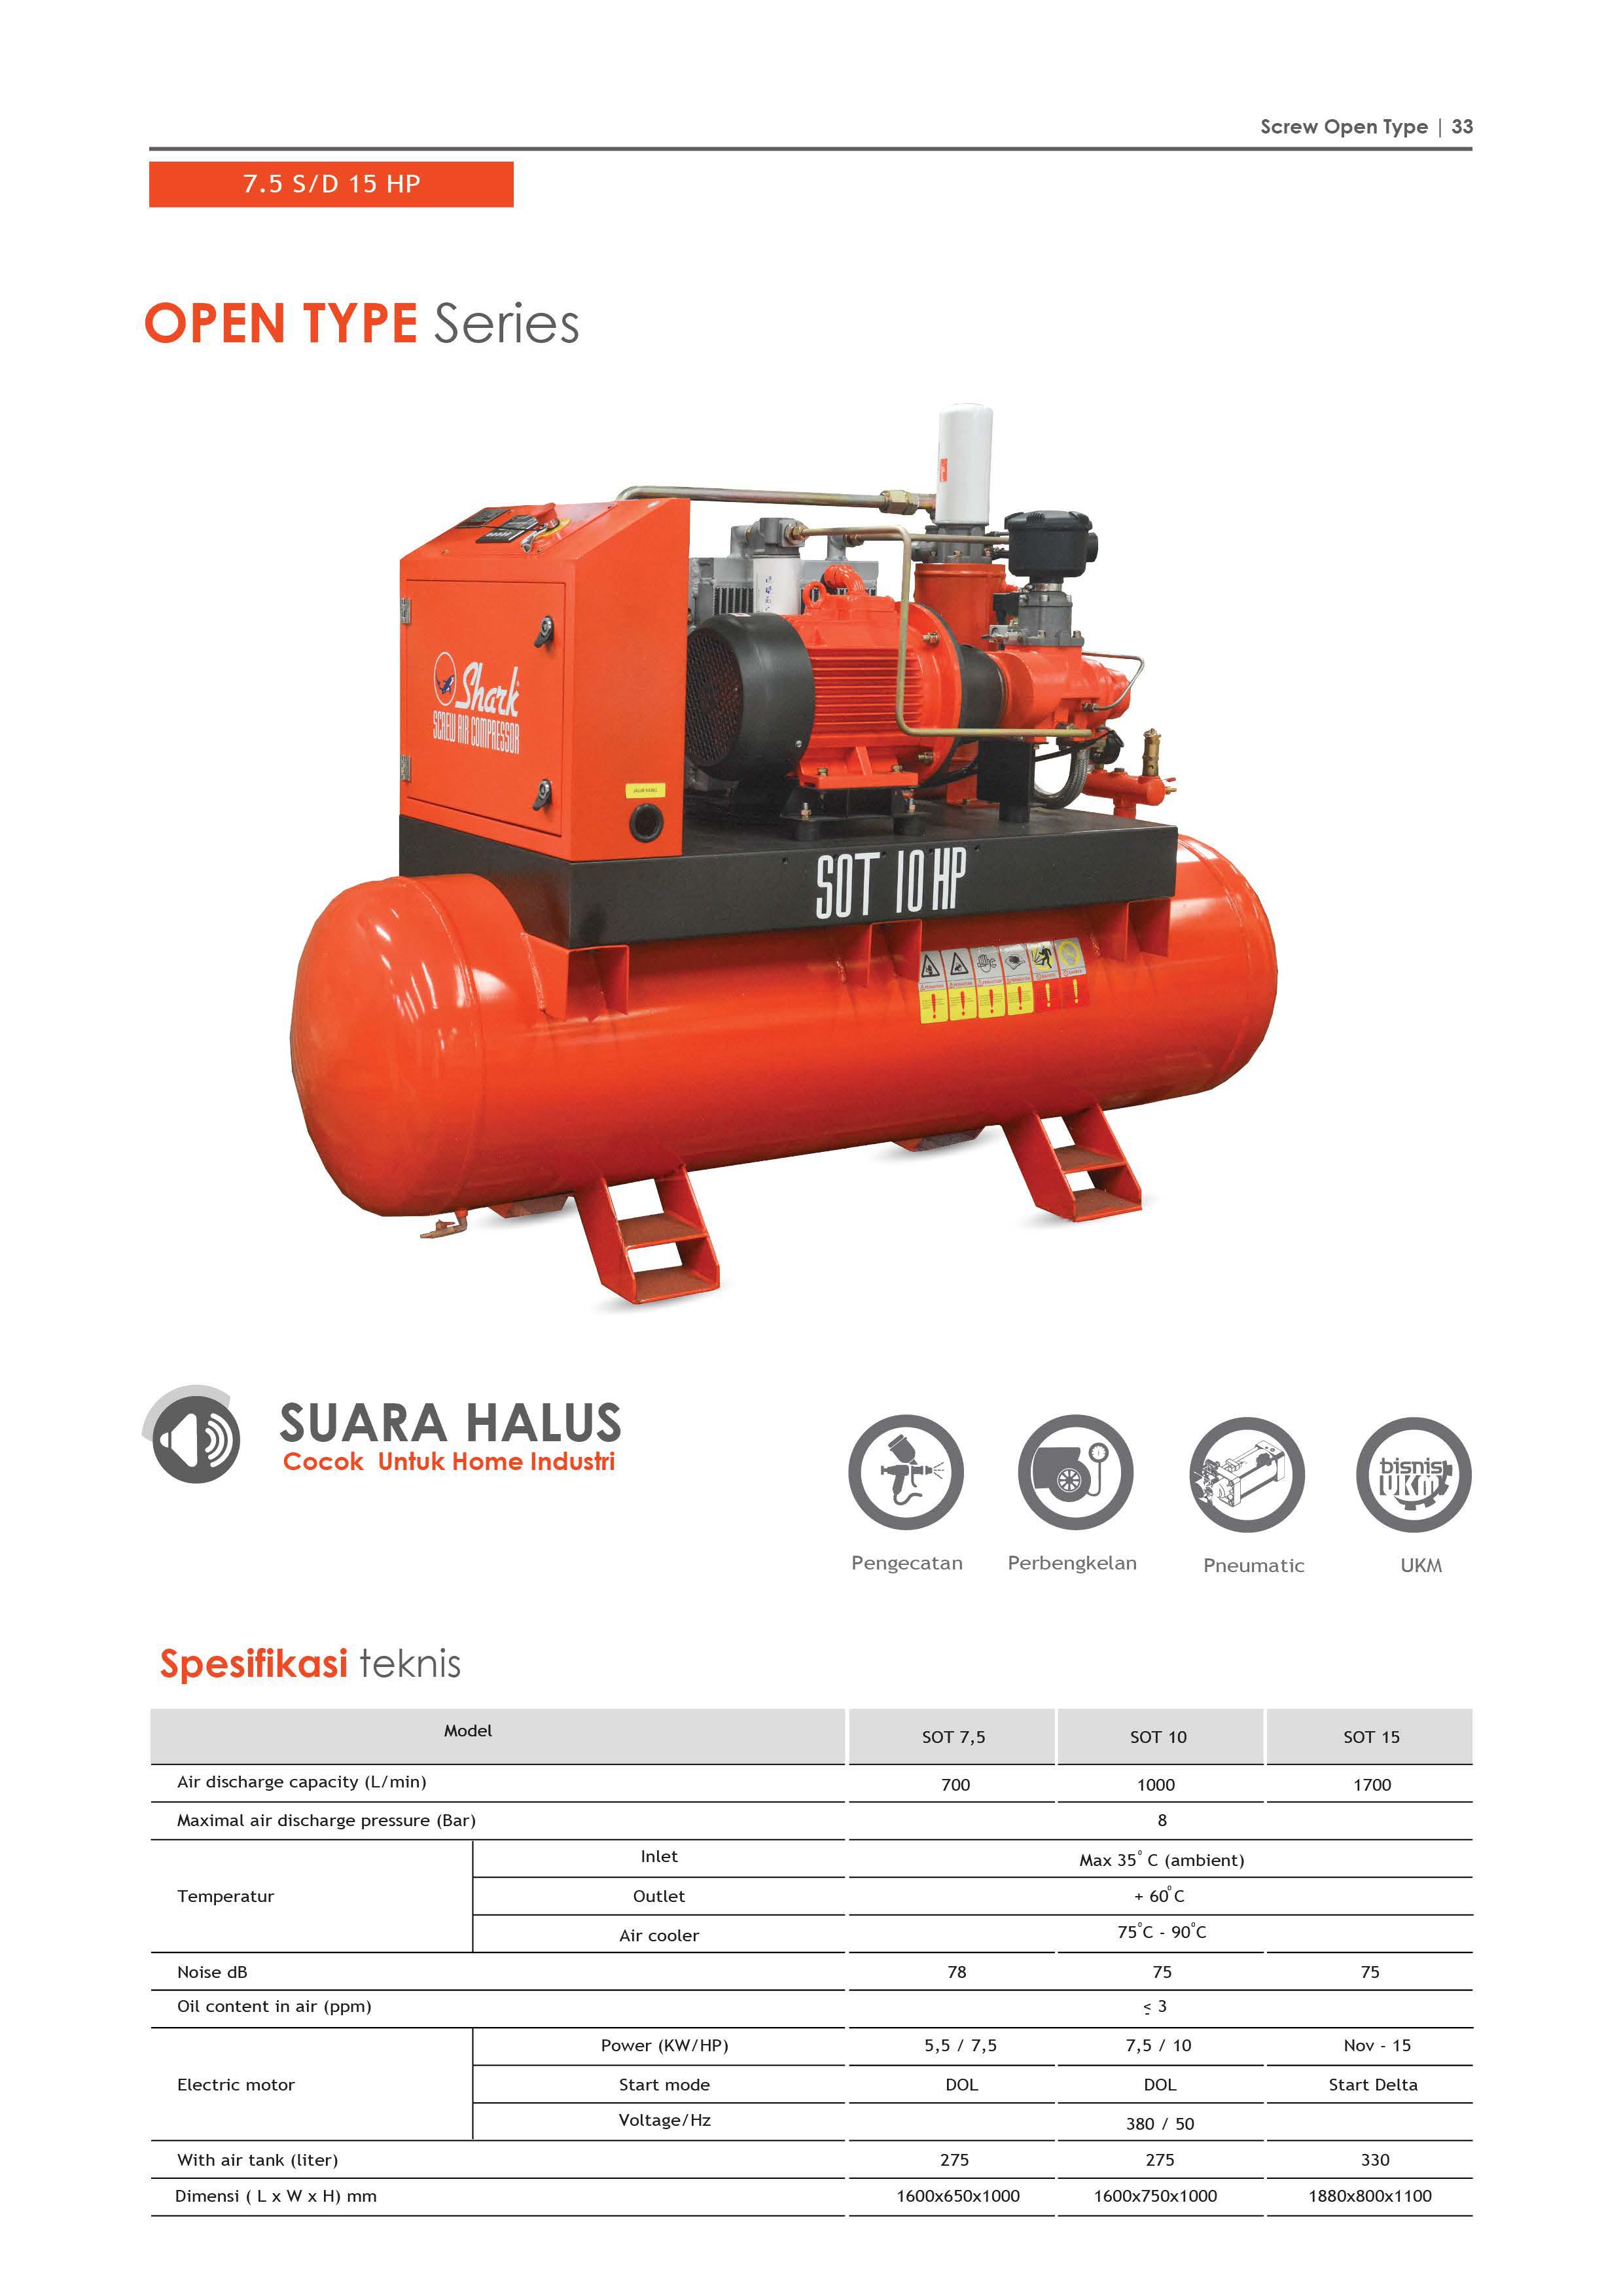 Screw Open Type | 33
7.5 S/D 15 HP
OPEN TYPE Series
Shark
SCREW AIR COMPRESSOR
SOT 10 HP
SUARA HALUS
Cocok Untuk Home Industri
bisnis
UKM
Pengecatan Perbengkelan Pneumatic UKM
Spesifikasi teknis
Model SOT 7,5 SOT 10 SOT 15
Air discharge capacity (L/min) 700 1000 1700
Maximal air discharge pressure (Bar) 8
Inlet Max 35° C (ambient)
Temperatur Outlet + 60°C
Air cooler 75°C - 90°C
Noise dB 78 75 75
Oil content in air (ppm) ≤ 3
Power (KW/HP) 5,5 / 7,5 7,5 / 10 Nov - 15
Electric motor Start mode DOL DOL Start Delta
Voltage/Hz 380 / 50
With air tank (liter) 275 275 330
Dimensi ( L x W x H) mm 1600x650x1000 1600x750x1000 1880x800x1100